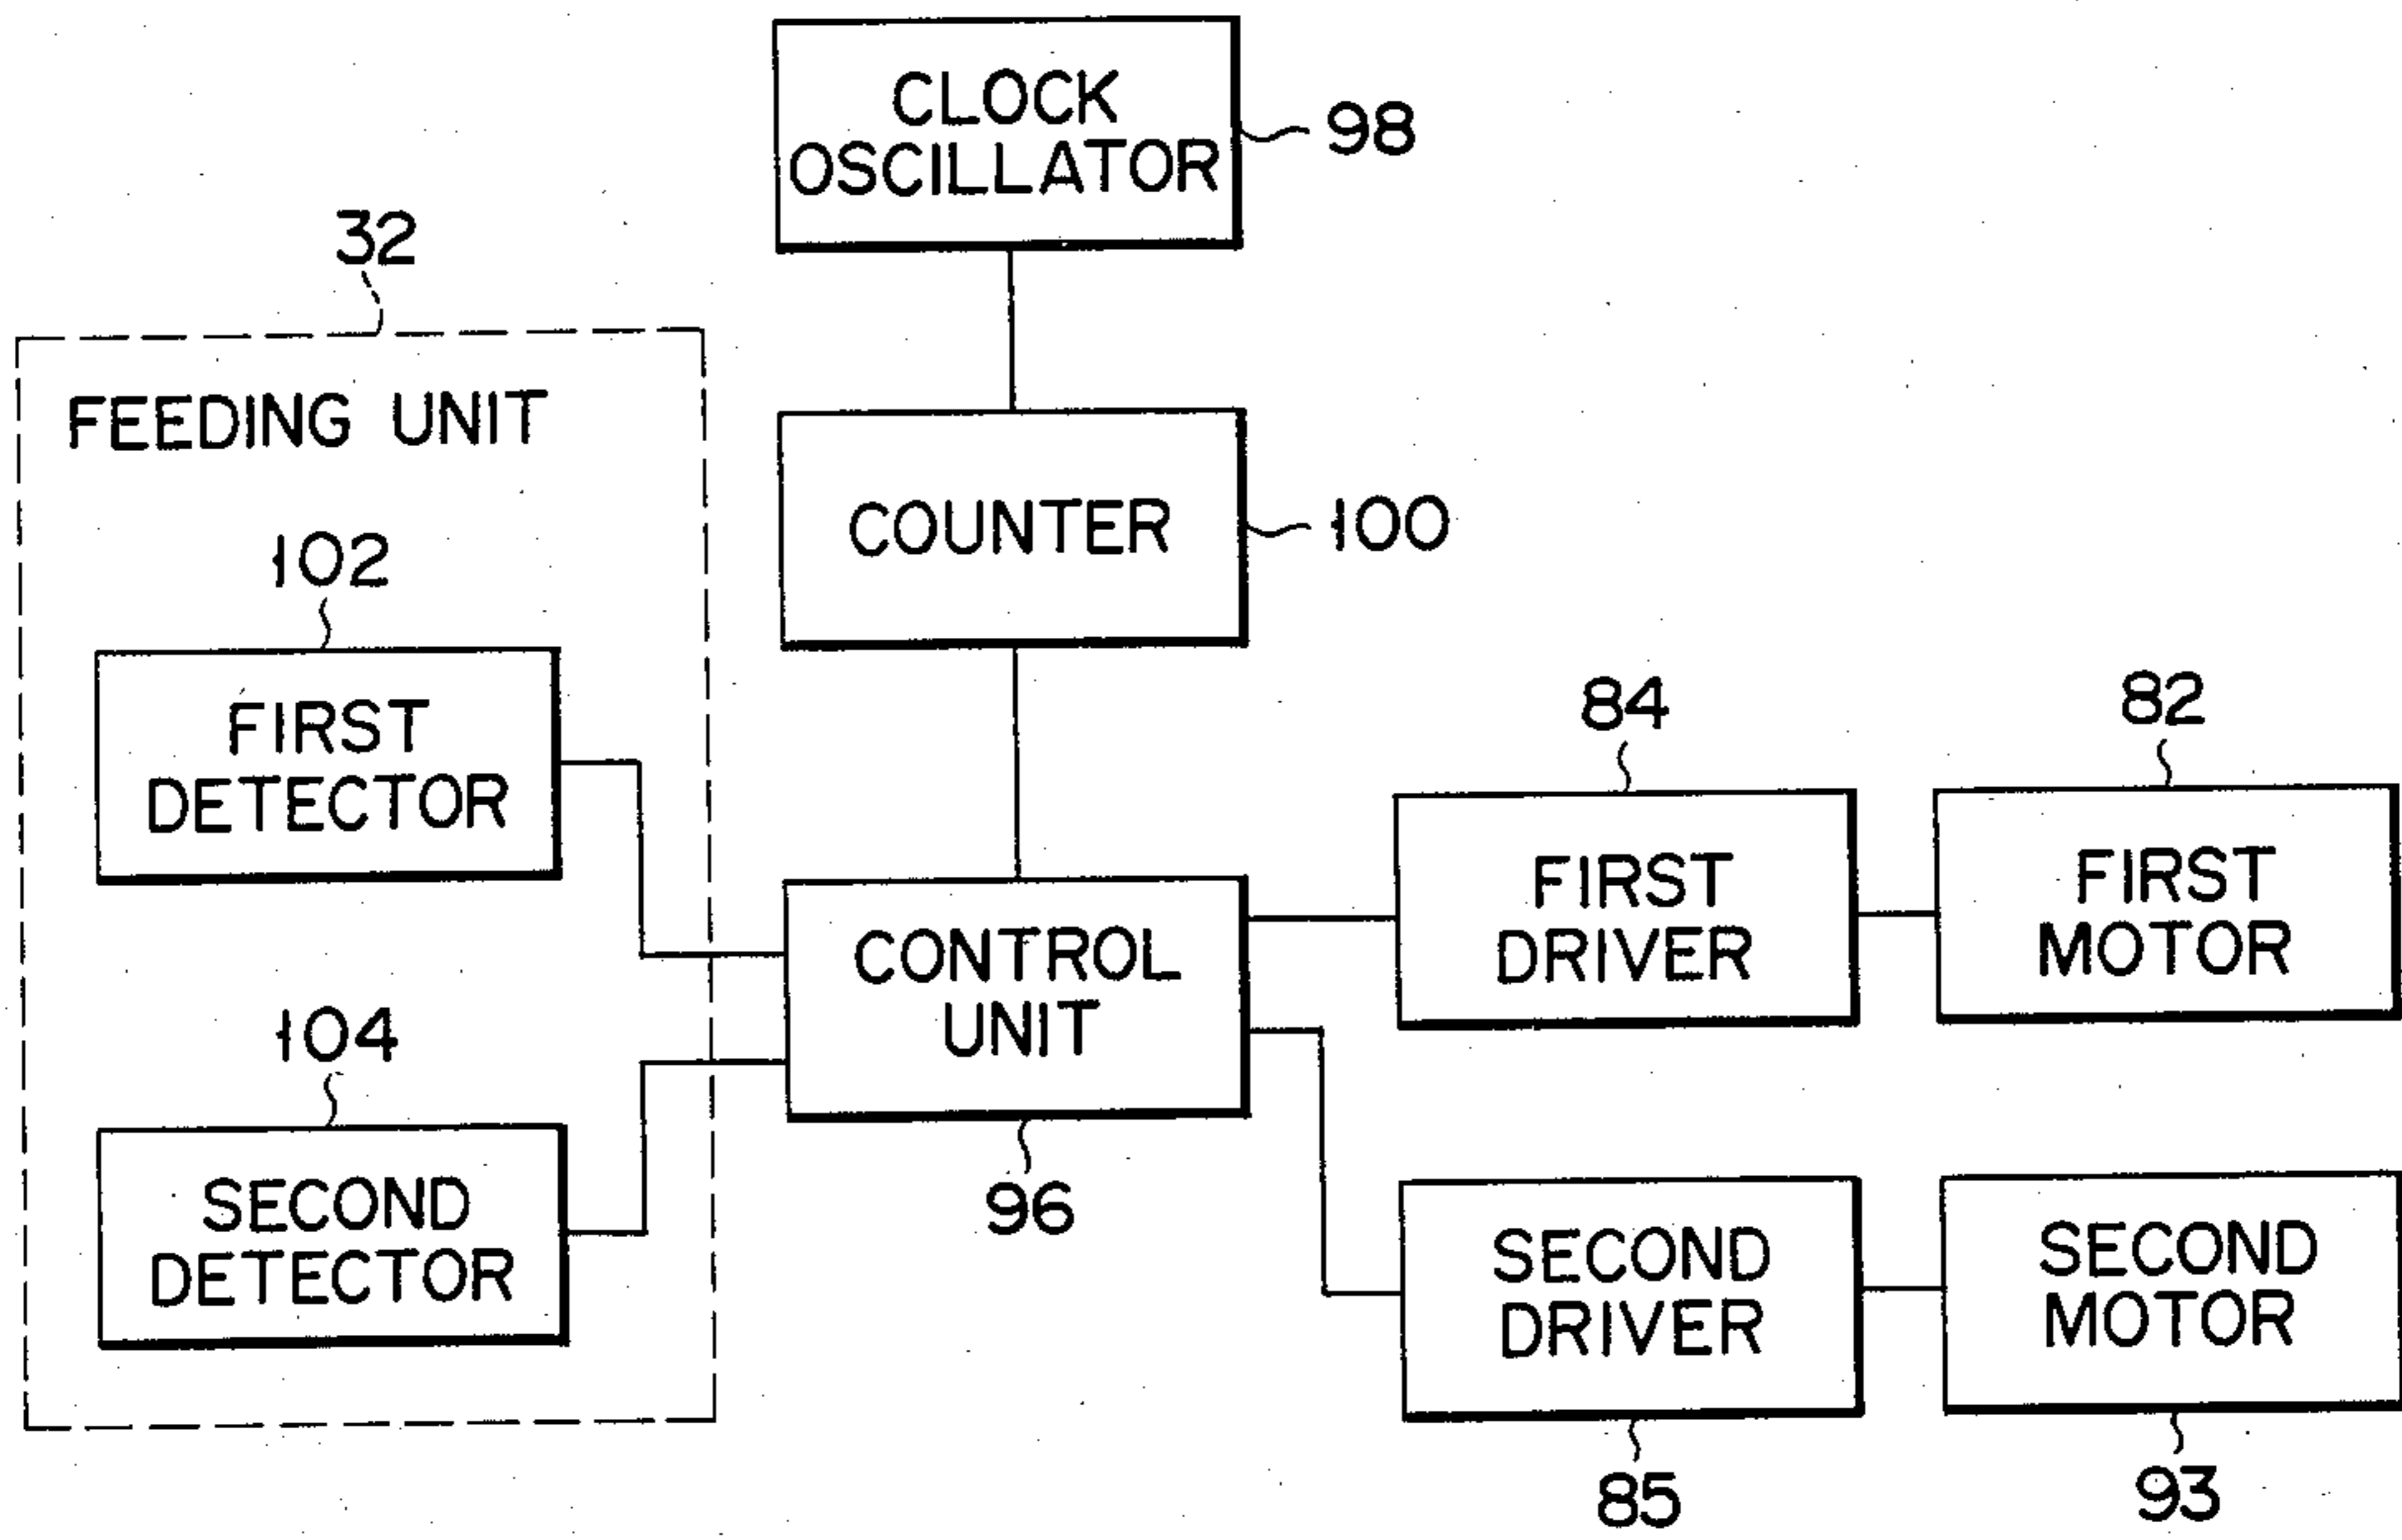 CLOCK
OSCILLATOR
98
32
FEEDING UNIT
COUNTER
100
102
FIRST
DETECTOR
84
82
FIRST
DRIVER
FIRST
MOTOR
CONTROL
UNIT
96
104
SECOND
DETECTOR
SECOND
DRIVER
85
SECOND
MOTOR
93